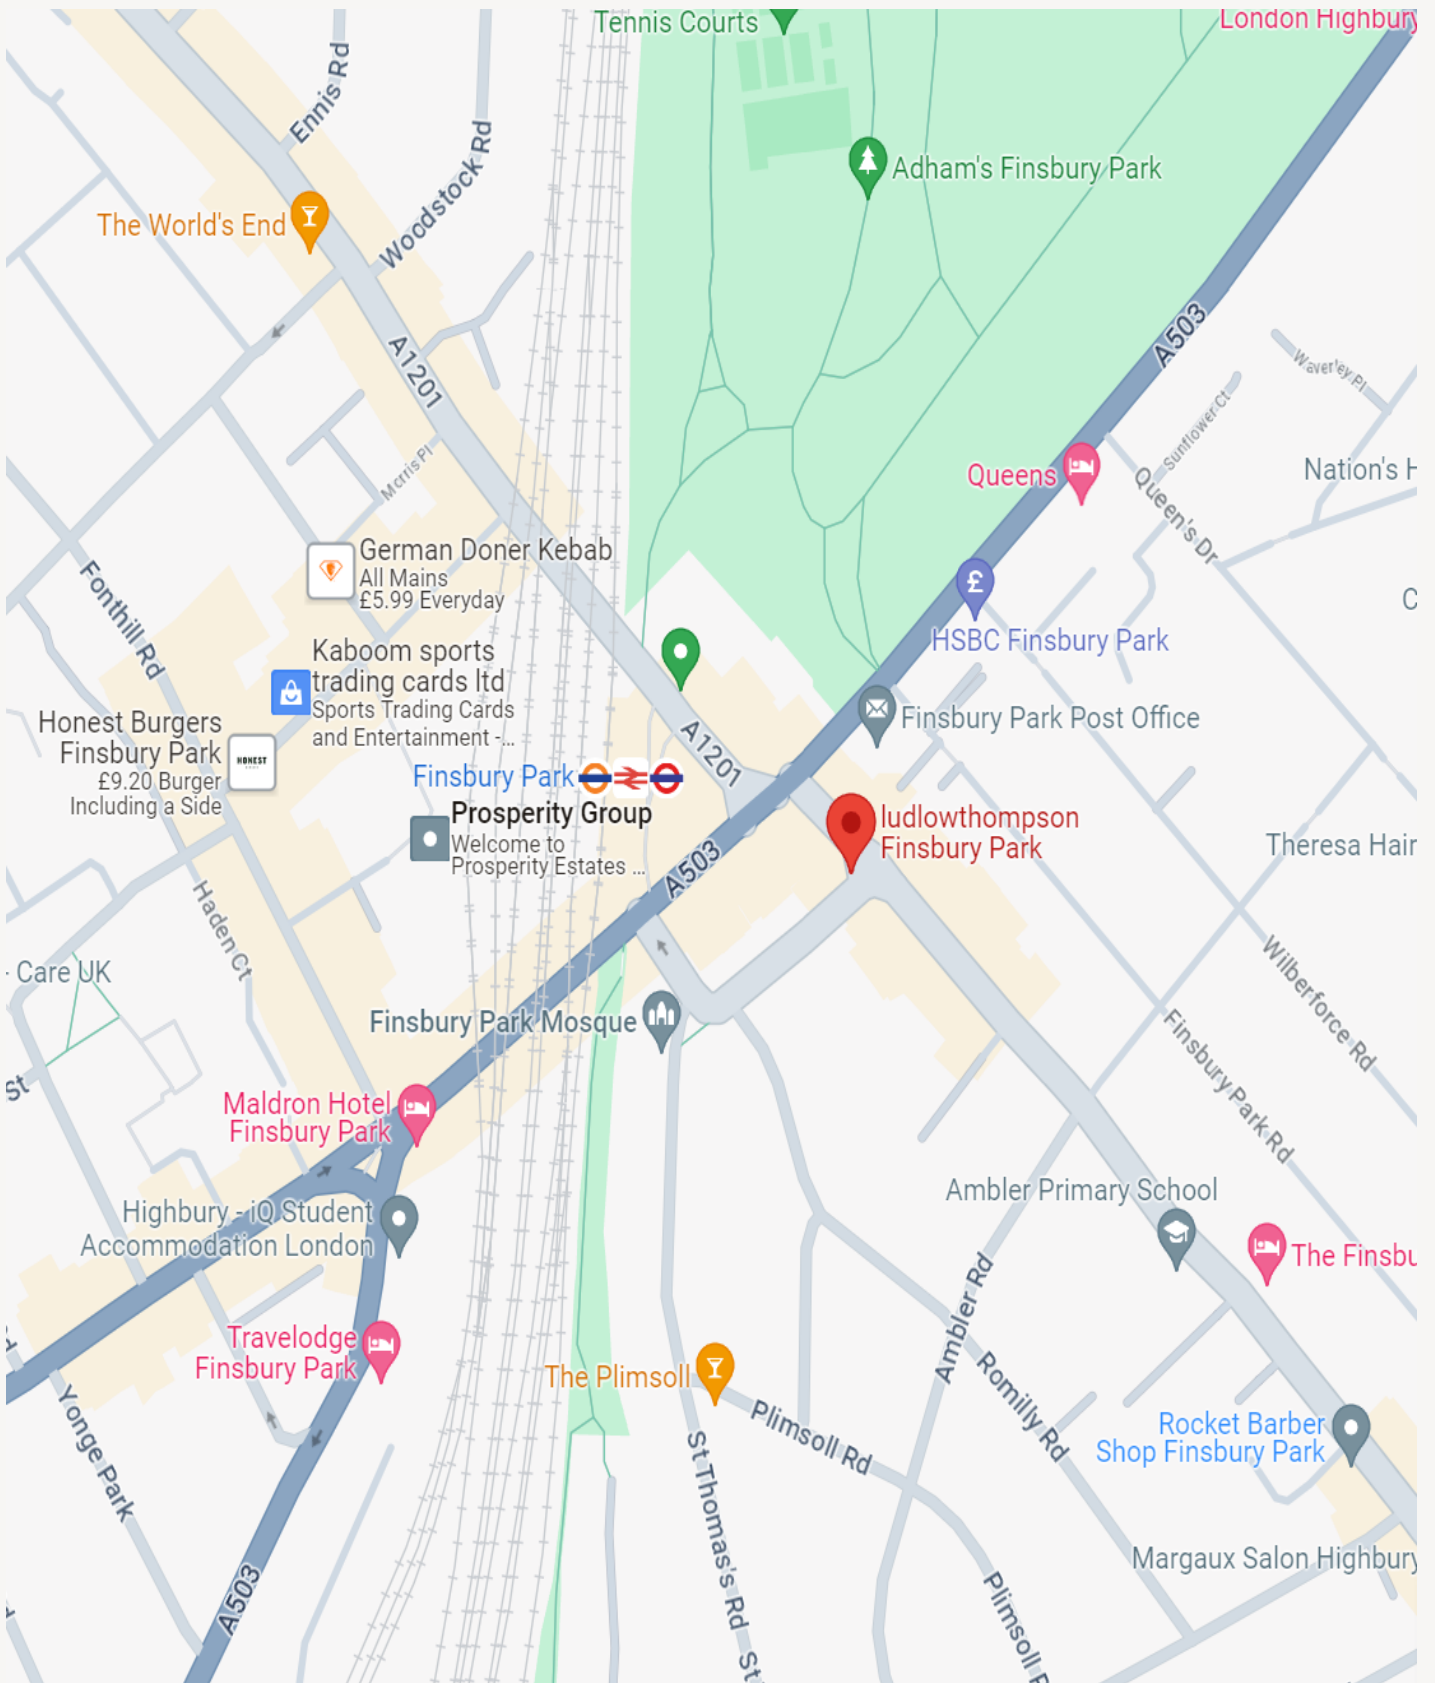 Tennis Courts
London Highbury
Ennis Rd
Woodstock Rd
Adham's Finsbury Park
The World's End
A1201
A503
Waverley Pl
Sunflower Ct
Morris Pl
Queens
Queen's Dr
Nation's H
German Doner Kebab
All Mains
£5.99 Everyday
Fonthill Rd
£
HSBC Finsbury Park
C
Kaboom sports
trading cards ltd
Sports Trading Cards
and Entertainment -...
Honest Burgers
Finsbury Park
£9.20 Burger
Including a Side
HONEST
Finsbury Park Post Office
A1201
Finsbury Park
Prosperity Group
Welcome to
Prosperity Estates ...
ludlowthompson
Finsbury Park
Theresa Hair
A503
Haden Ct
- Care UK
Wilberforce Rd
Finsbury Park Mosque
Finsbury Park Rd
st
Maldron Hotel
Finsbury Park
Ambler Primary School
Highbury - iQ Student
Accommodation London
The Finsbu
Ambler Rd
Travelodge
Finsbury Park
The Plimsoll
Romilly Rd
Plimsoll Rd
Yonge Park
Rocket Barber
Shop Finsbury Park
St Thomas's Rd
St
Margaux Salon Highbury
A503
Plimsoll R